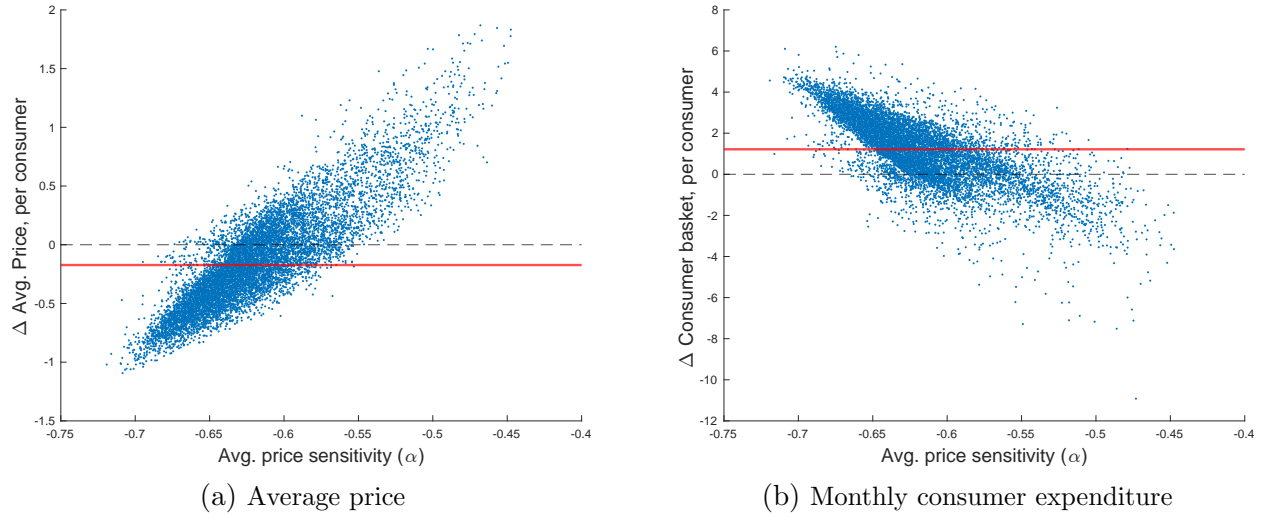 2
1.5
1
0.5
0
-0.5
-1
-1.5
Δ Avg. Price, per consumer
-0.75 -0.7 -0.65 -0.6 -0.55 -0.5 -0.45 -0.4
Avg. price sensitivity (α)
(a) Average price
8
6
4
2
0
-2
-4
-6
-8
-10
-12
Δ Consumer basket, per consumer
-0.75 -0.7 -0.65 -0.6 -0.55 -0.5 -0.45 -0.4
Avg. price sensitivity (α)
(b) Monthly consumer expenditure